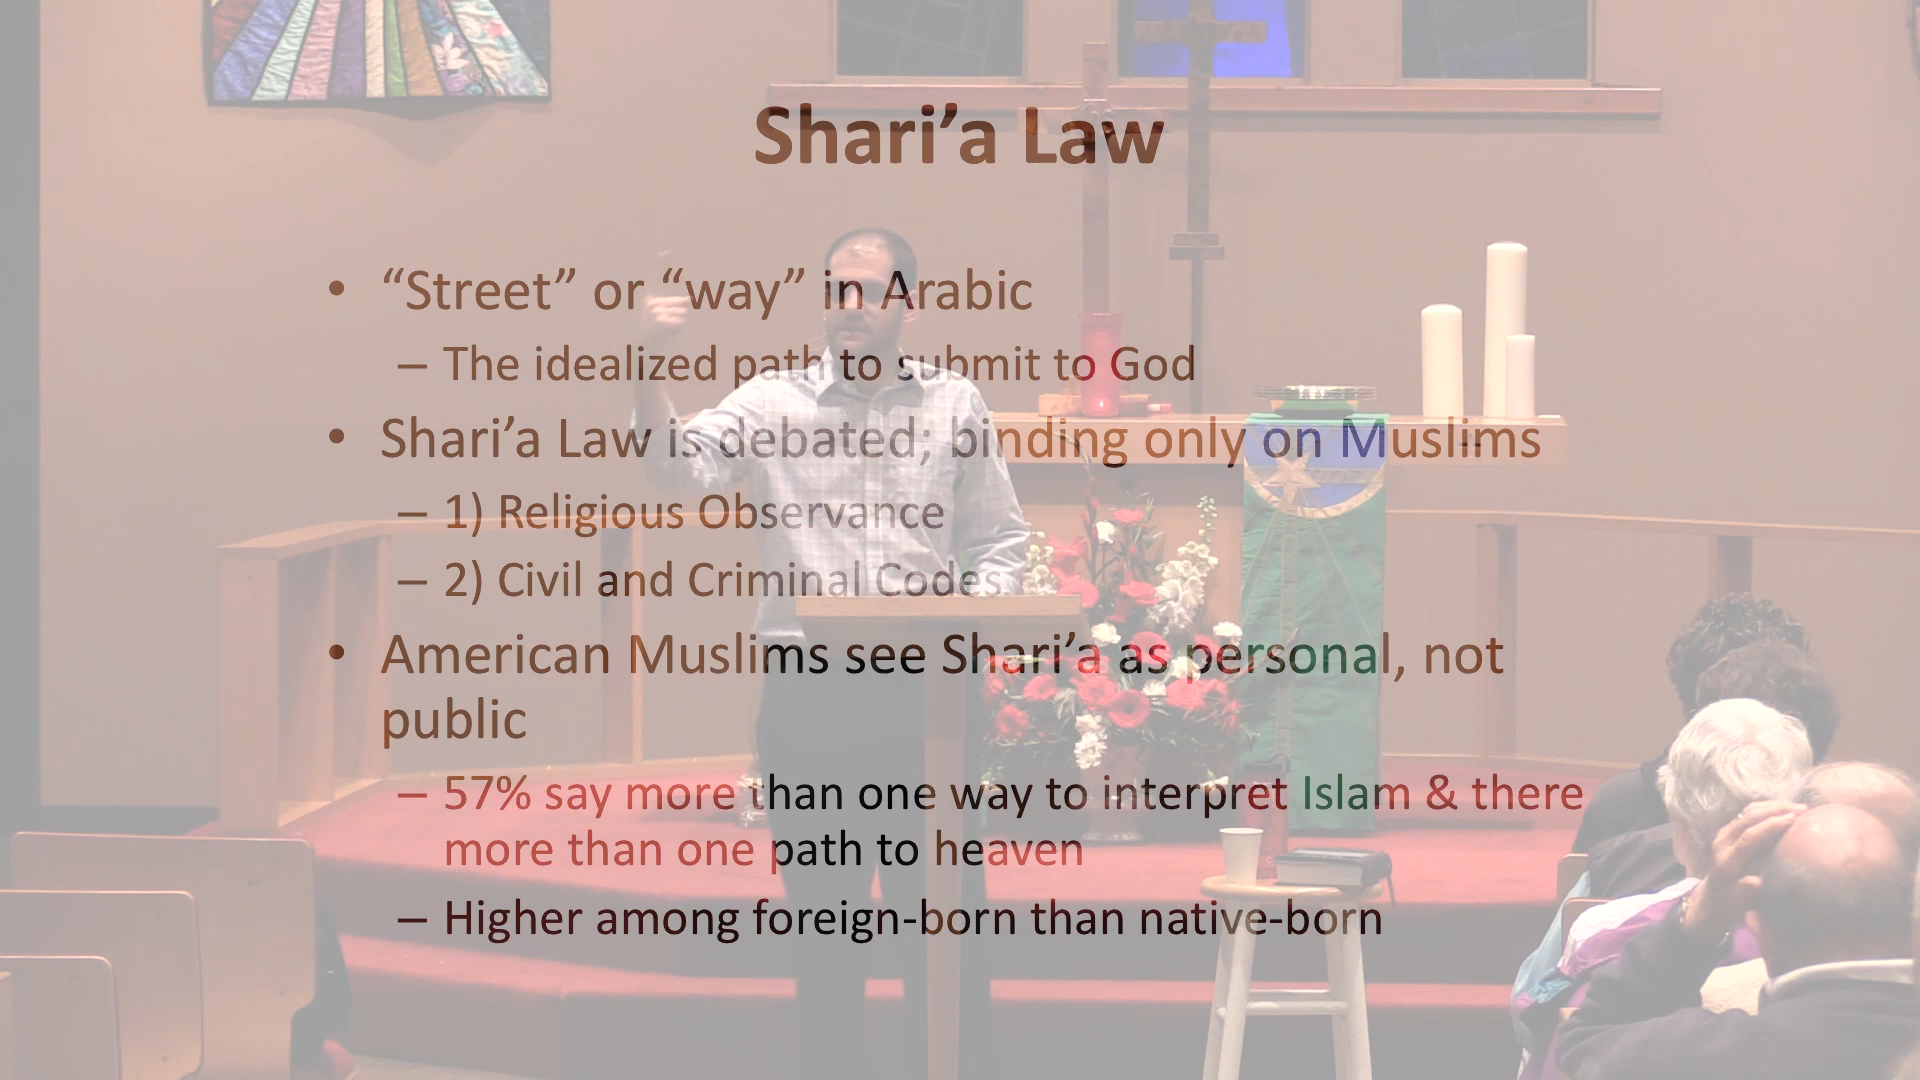 Shari’a Law
• “Street” or “way” in Arabic
– The idealized path to submit to God
• Shari’a Law is debated; binding only on Muslims
– 1) Religious Observance
– 2) Civil and Criminal Codes
• American Muslims see Shari’a as personal, not
public
– 57% say more than one way to interpret Islam & there
more than one path to heaven
– Higher among foreign-born than native-born